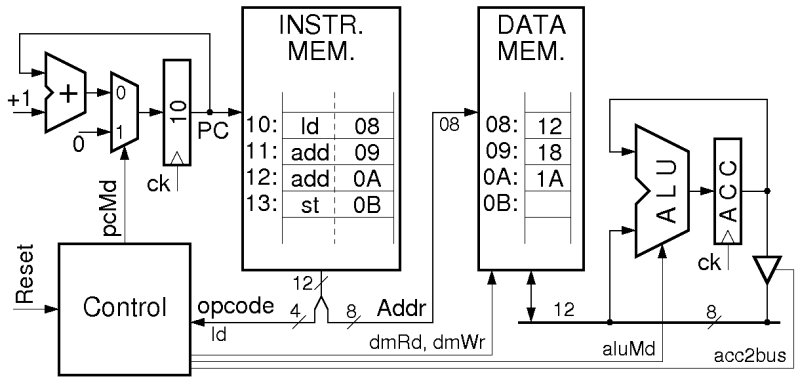 INSTR.
MEM.
DATA
MEM.
+1
+
0
1
0
10
PC
ck
pcMd
10: ld 08
11: add 09
12: add 0A
13: st 0B
08
08: 12
09: 18
0A: 1A
0B:
ALU
ACC
ck
Reset
Control
12
opcode
4
8
Addr
ld
dmRd, dmWr
12
8
aluMd
acc2bus